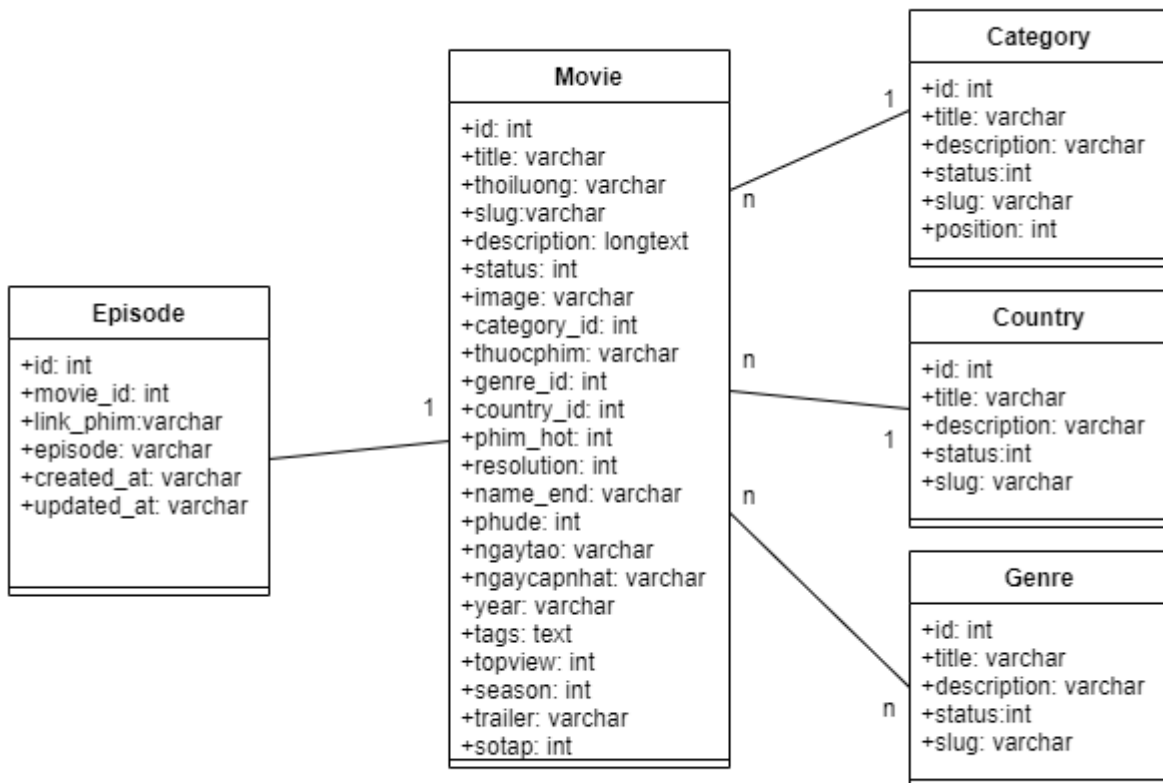 Episode
+id: int
+movie_id: int
+link_phim:varchar
+episode: varchar
+created_at: varchar
+updated_at: varchar
1
Movie
+id: int
+title: varchar
+thoiluong: varchar
+slug:varchar
+description: longtext
+status: int
+image: varchar
+category_id: int
+thuocphim: varchar
+genre_id: int
+country_id: int
+phim_hot: int
+resolution: int
+name_end: varchar
+phude: int
+ngaytao: varchar
+ngaycapnhat: varchar
+year: varchar
+tags: text
+topview: int
+season: int
+trailer: varchar
+sotap: int
n
1
Category
+id: int
+title: varchar
+description: varchar
+status:int
+slug: varchar
+position: int
n
1
Country
+id: int
+title: varchar
+description: varchar
+status:int
+slug: varchar
n
n
Genre
+id: int
+title: varchar
+description: varchar
+status:int
+slug: varchar